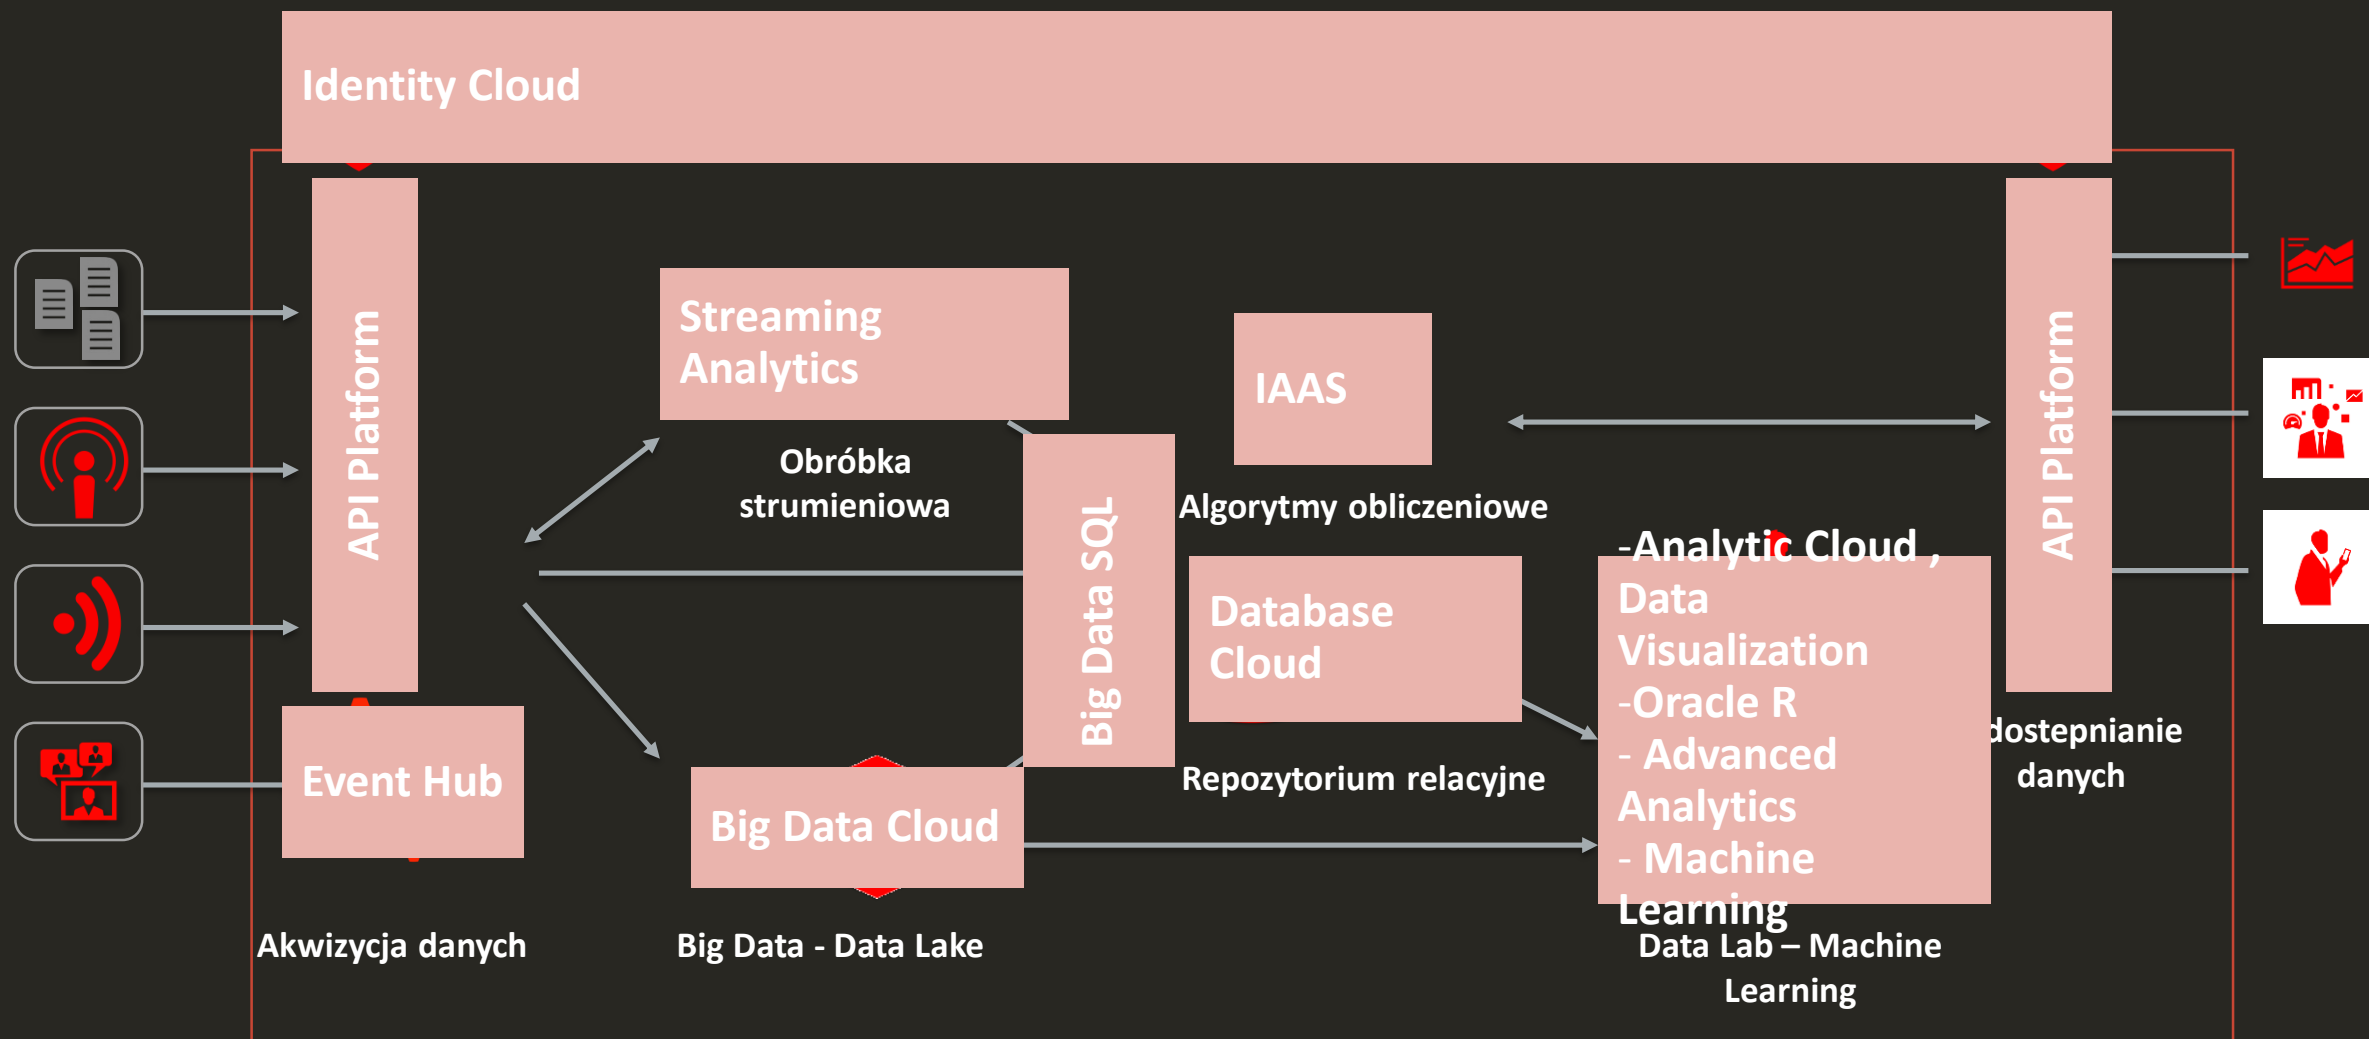 Identity Cloud
API Platform
Streaming
Analytics
Obróbka
strumieniowa
Big Data SQL
IAAS
Algorytmy obliczeniowe
API Platform
Database
Cloud
Repozytorium relacyjne
-Analytic Cloud ,
Data
Visualization
-Oracle R
- Advanced
Analytics
- Machine
Learning
dostepnianie
danych
Event Hub
Big Data Cloud
Akwizycja danych
Big Data - Data Lake
Data Lab – Machine
Learning